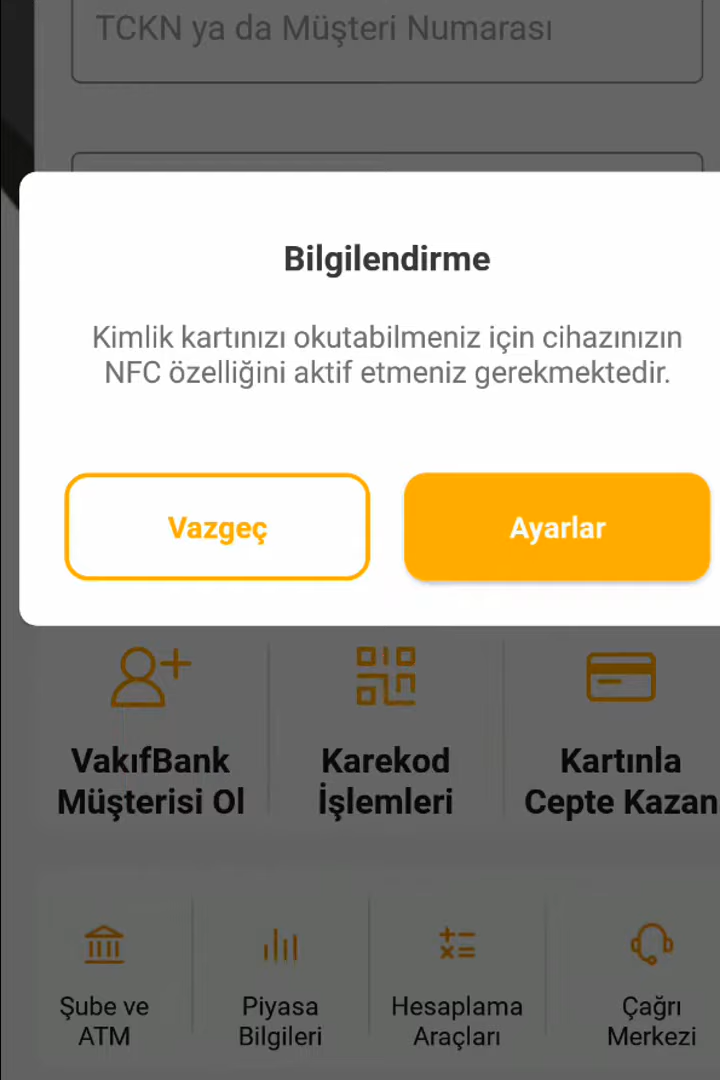 TCKN ya da Müşteri Numarası
Bilgilendirme
Kimlik kartınızı okutabilmeniz için cihazınızın
NFC özelliğini aktif etmeniz gerekmektedir.
Vazgeç
Ayarlar
VakıfBank
Müşterisi Ol
Karekod
İşlemleri
Kartınla
Cepte Kazan
Şube ve
ATM
Piyasa
Bilgileri
Hesaplama
Araçları
Çağrı
Merkezi